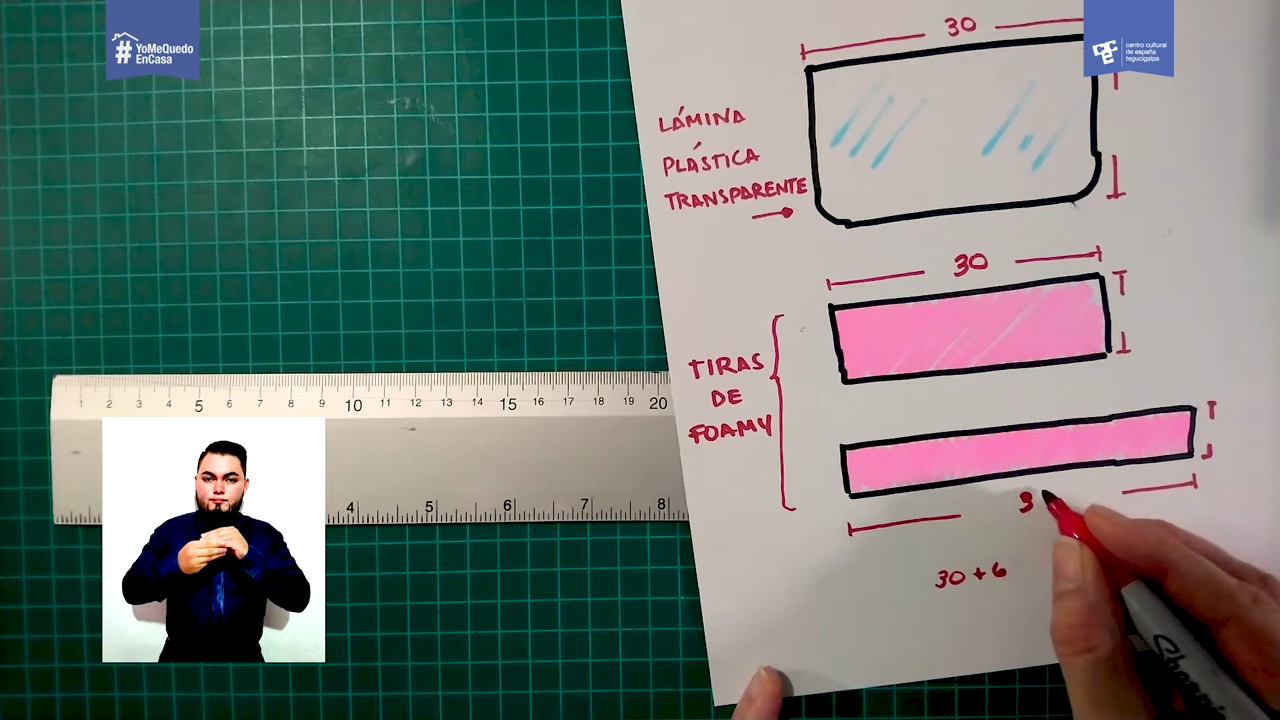 #YoMeQuedo
EnCasa
centro cultural
de españa
tegucigalpa
30
LÁMINA
PLÁSTICA
TRANSPARENTE
30
TIRAS
DE
FOAMY
3
30+6
1 2 3 4 5 6 7 8 9 10 11 12 13 14 15 16 17 18 19 20
4 5 6 7 8
Sharpie